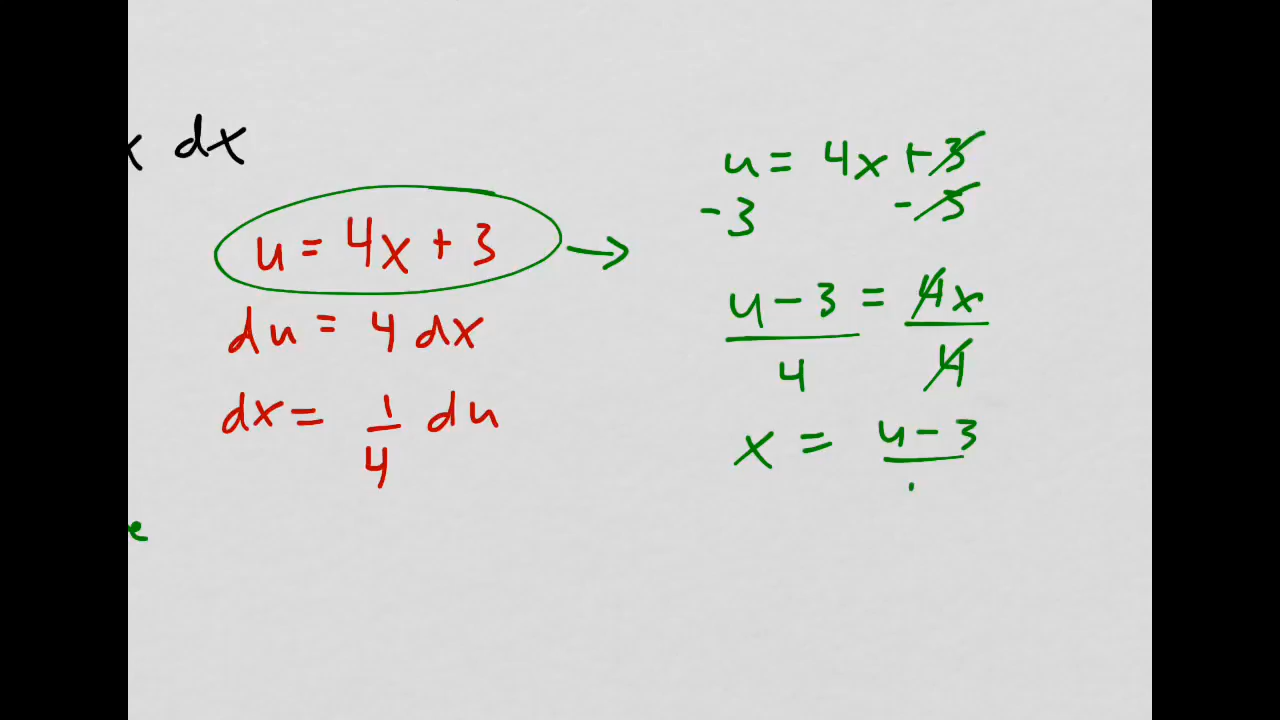 x dx
u = 4x + 3 →
du = 4 dx
dx = 1/4 du
e
u = 4x + 3
-3 - 3
u - 3 = 4x
4 4
x = u - 3